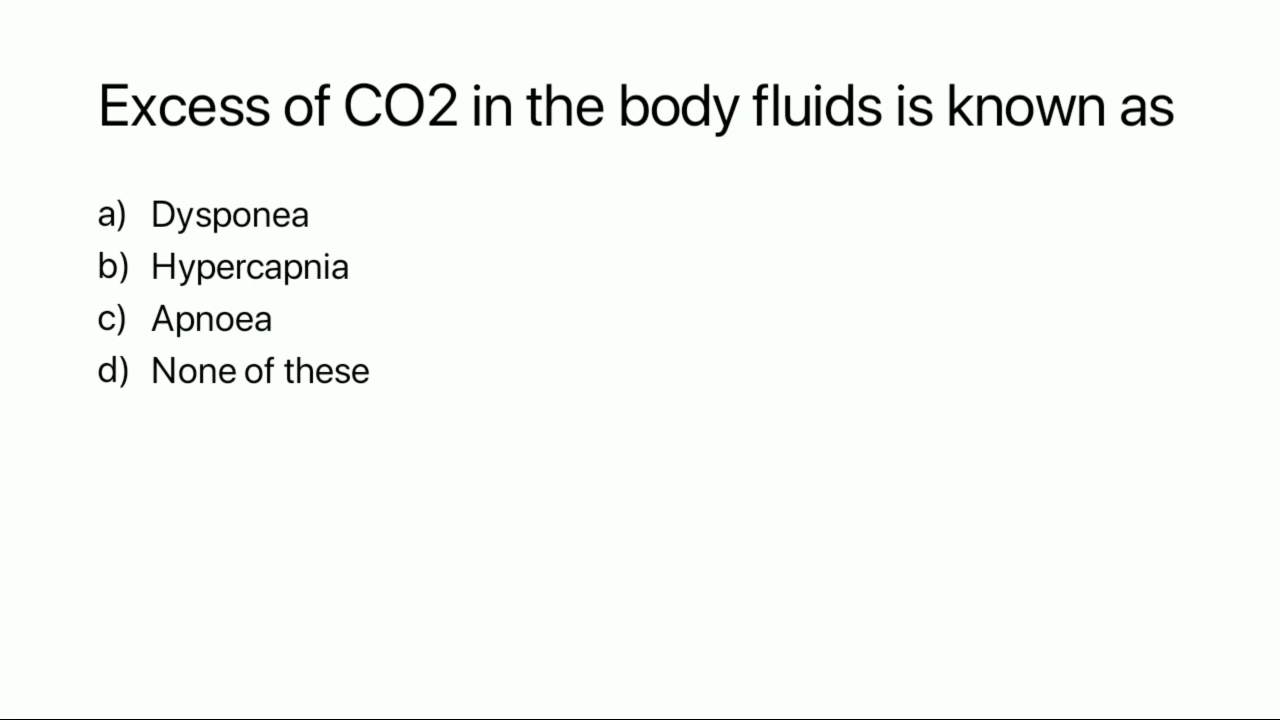 Excess of CO2 in the body fluids is known as
a) Dysponea
b) Hypercapnia
c) Apnoea
d) None of these